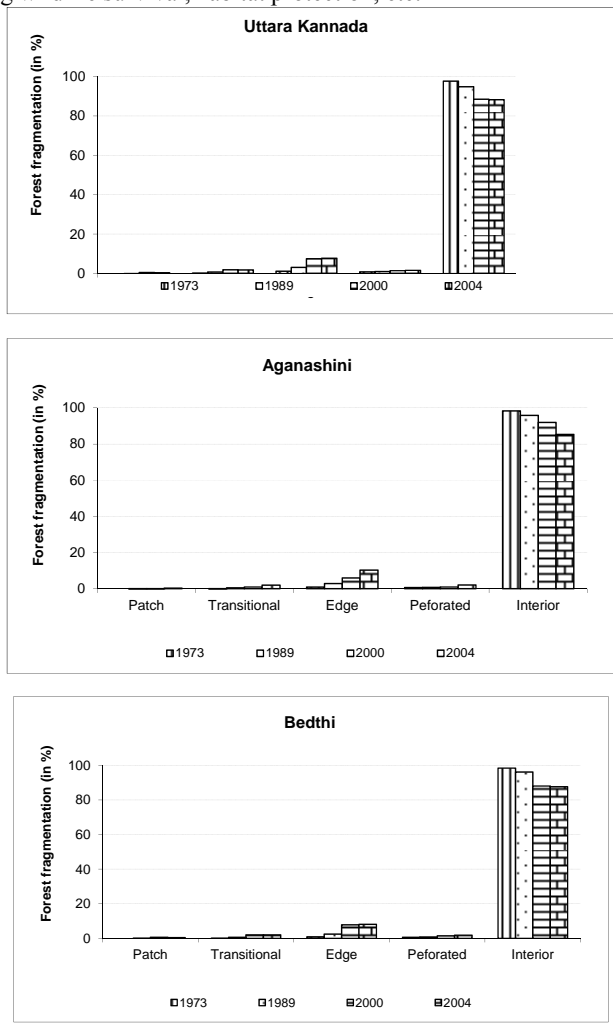 Uttara Kannada
Forest fragmentation (in %)
100
80
60
40
20
0
1973 1989 2000 2004
Aganashini
Forest fragmentation (in %)
100
80
60
40
20
0
Patch Transitional Edge Peforated Interior
1973 1989 2000 2004
Bedthi
Forest fragmentation (in %)
100
80
60
40
20
0
Patch Transitional Edge Peforated Interior
1973 1989 2000 2004